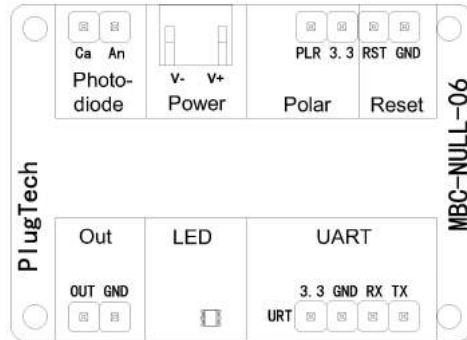 Ca An
Photo-
diode
V- V+
Power
PLR 3.3
Polar
RST GND
Reset
PlugTech
MBC-NULL-06
Out
OUT GND
LED
UART
3.3 GND RX TX
URT